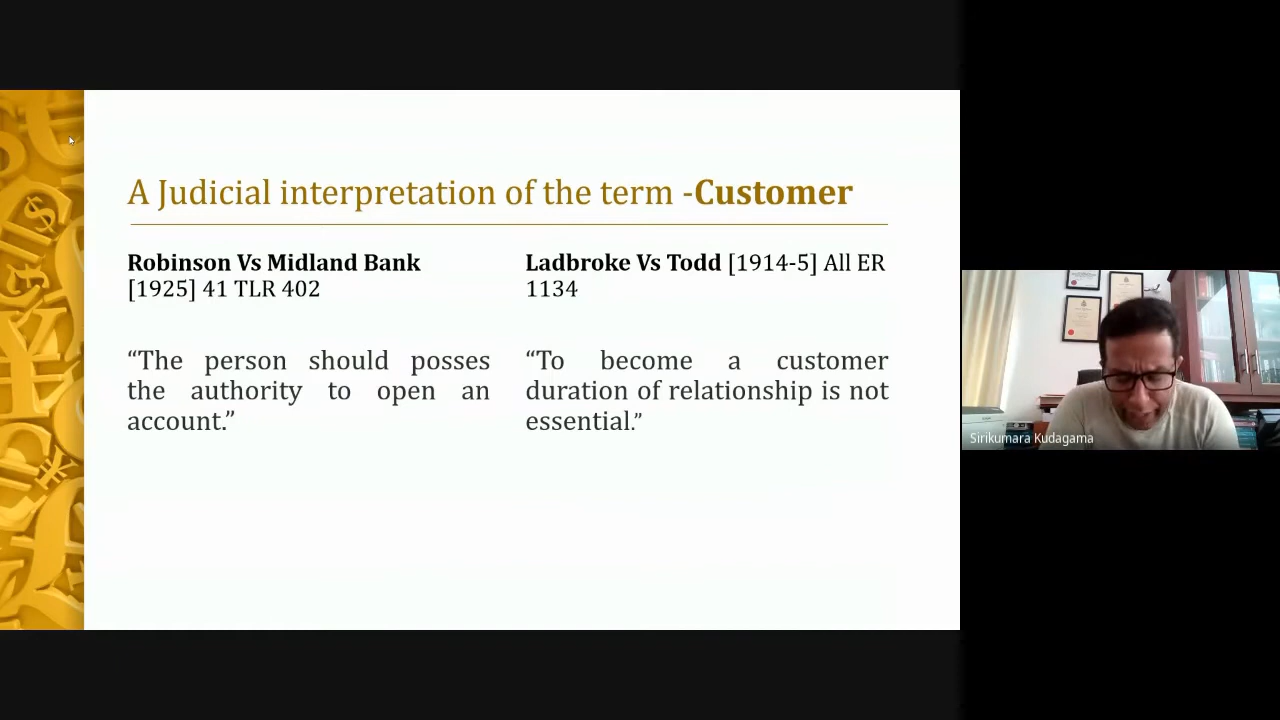 A Judicial interpretation of the term -Customer
Robinson Vs Midland Bank
[1925] 41 TLR 402
“The person should posses
the authority to open an
account.”
Ladbroke Vs Todd [1914-5] All ER
1134
“To become a customer
duration of relationship is not
essential.”
Sirikumara Kudagama